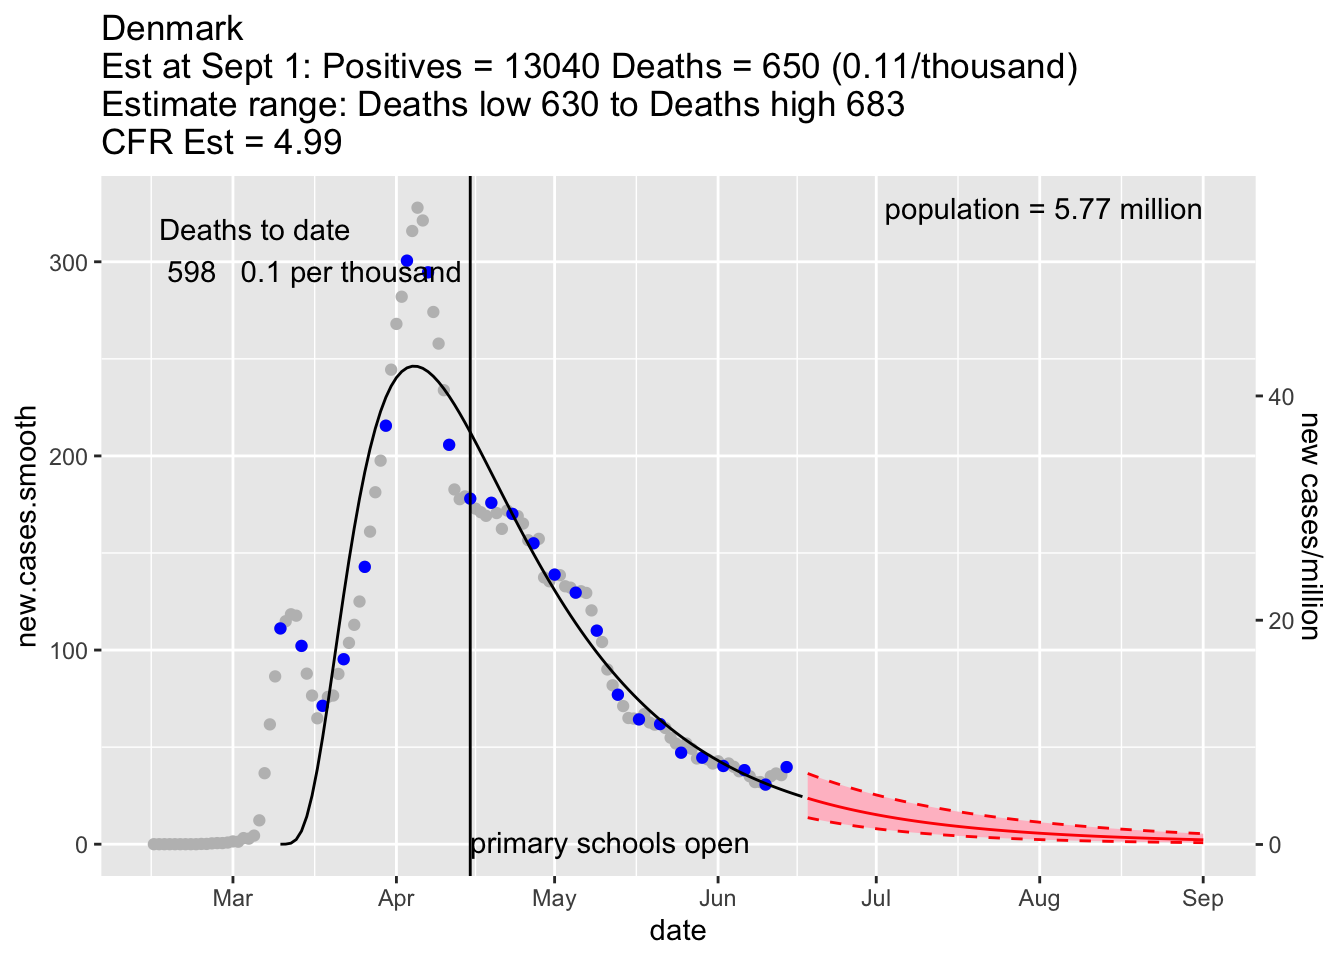 Denmark
Est at Sept 1: Positives = 13040 Deaths = 650 (0.11/thousand)
Estimate range: Deaths low 630 to Deaths high 683
CFR Est = 4.99
population = 5.77 million
Deaths to date
598 0.1 per thousand
300
200
100
0
new.cases.smooth
40
20
0
new cases/million
primary schools open
Mar Apr May Jun Jul Aug Sep
date